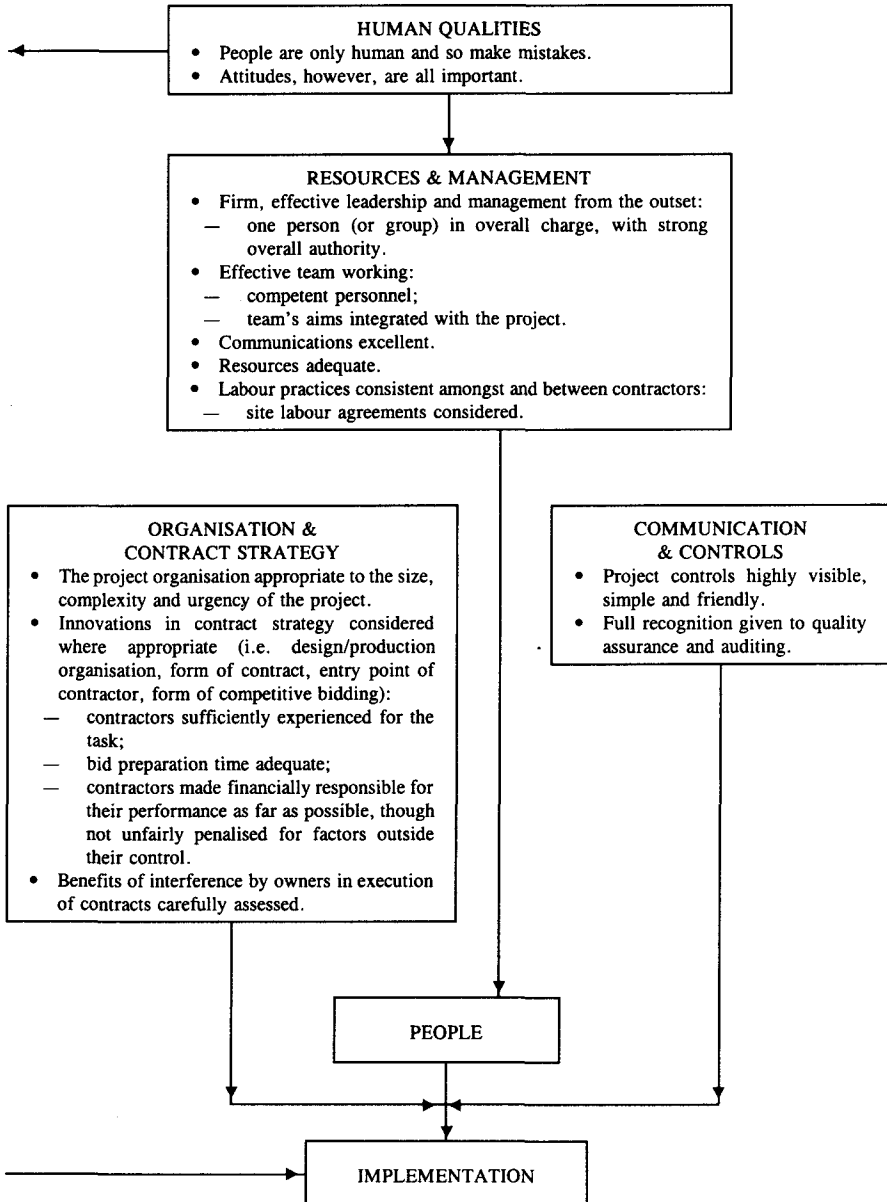 HUMAN QUALITIES
• People are only human and so make mistakes.
• Attitudes, however, are all important.
RESOURCES & MANAGEMENT
• Firm, effective leadership and management from the outset:
— one person (or group) in overall charge, with strong
overall authority.
• Effective team working:
— competent personnel;
— team's aims integrated with the project.
• Communications excellent.
• Resources adequate.
• Labour practices consistent amongst and between contractors:
— site labour agreements considered.
ORGANISATION &
CONTRACT STRATEGY
• The project organisation appropriate to the size,
complexity and urgency of the project.
• Innovations in contract strategy considered
where appropriate (i.e. design/production
organisation, form of contract, entry point of
contractor, form of competitive bidding):
— contractors sufficiently experienced for the
task;
— bid preparation time adequate;
— contractors made financially responsible for
their performance as far as possible, though
not unfairly penalised for factors outside
their control.
• Benefits of interference by owners in execution
of contracts carefully assessed.
COMMUNICATION
& CONTROLS
• Project controls highly visible,
simple and friendly.
• Full recognition given to quality
assurance and auditing.
PEOPLE
IMPLEMENTATION